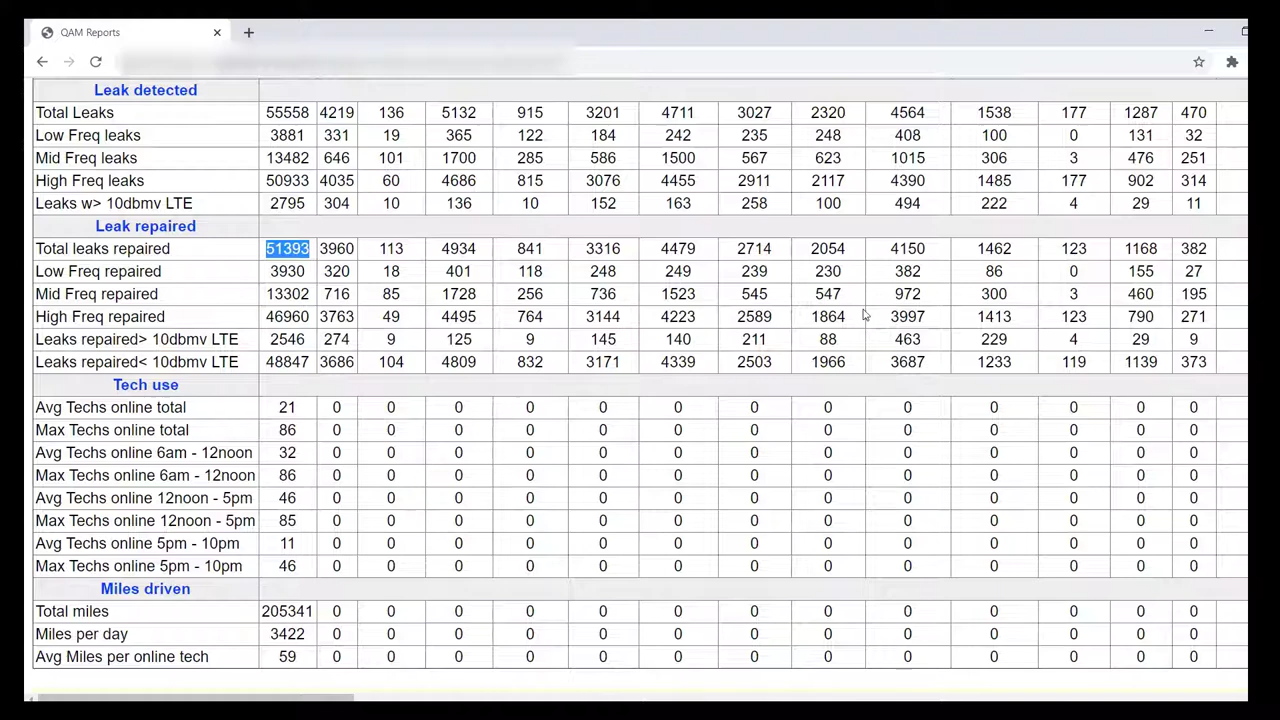 QAM Reports
Leak detected
Total Leaks 55558 4219 136 5132 915 3201 4711 3027 2320 4564 1538 177 1287 470
Low Freq leaks 3881 331 19 365 122 184 242 235 248 408 100 0 131 32
Mid Freq leaks 13482 646 101 1700 285 586 1500 567 623 1015 306 3 476 251
High Freq leaks 50933 4035 60 4686 815 3076 4455 2911 2117 4390 1485 177 902 314
Leaks w> 10dbmv LTE 2795 304 10 136 10 152 163 258 100 494 222 4 29 11
Leak repaired
Total leaks repaired 51393 3960 113 4934 841 3316 4479 2714 2054 4150 1462 123 1168 382
Low Freq repaired 3930 320 18 401 118 248 249 239 230 382 86 0 155 27
Mid Freq repaired 13302 716 85 1728 256 736 1523 545 547 972 300 3 460 195
High Freq repaired 46960 3763 49 4495 764 3144 4223 2589 1864 3997 1413 123 790 271
Leaks repaired> 10dbmv LTE 2546 274 9 125 9 145 140 211 88 463 229 4 29 9
Leaks repaired< 10dbmv LTE 48847 3686 104 4809 832 3171 4339 2503 1966 3687 1233 119 1139 373
Tech use
Avg Techs online total 21 0 0 0 0 0 0 0 0 0 0 0 0 0
Max Techs online total 86 0 0 0 0 0 0 0 0 0 0 0 0 0
Avg Techs online 6am - 12noon 32 0 0 0 0 0 0 0 0 0 0 0 0 0
Max Techs online 6am - 12noon 86 0 0 0 0 0 0 0 0 0 0 0 0 0
Avg Techs online 12noon - 5pm 46 0 0 0 0 0 0 0 0 0 0 0 0 0
Max Techs online 12noon - 5pm 85 0 0 0 0 0 0 0 0 0 0 0 0 0
Avg Techs online 5pm - 10pm 11 0 0 0 0 0 0 0 0 0 0 0 0 0
Max Techs online 5pm - 10pm 46 0 0 0 0 0 0 0 0 0 0 0 0 0
Miles driven
Total miles 205341 0 0 0 0 0 0 0 0 0 0 0 0 0
Miles per day 3422 0 0 0 0 0 0 0 0 0 0 0 0 0
Avg Miles per online tech 59 0 0 0 0 0 0 0 0 0 0 0 0 0